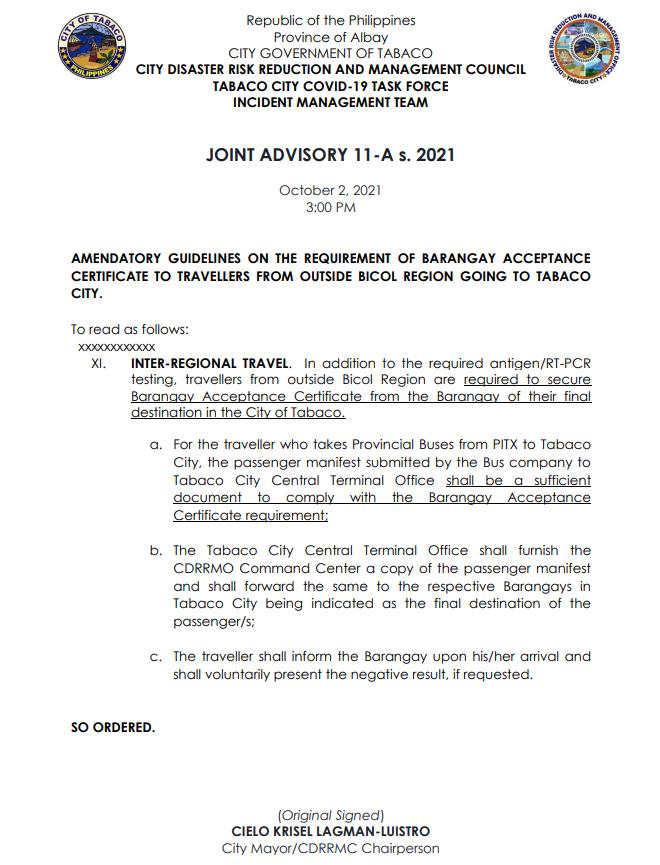 Republic of the Philippines
Province of Albay
CITY GOVERNMENT OF TABACO
CITY DISASTER RISK REDUCTION AND MANAGEMENT COUNCIL
TABACO CITY COVID-19 TASK FORCE
INCIDENT MANAGEMENT TEAM
CITY OF TABACO
PHILIPPINES
DISASTER RISK REDUCTION AND MANAGEMENT OFFICE
TABACO CITY
JOINT ADVISORY 11-A s. 2021
October 2, 2021
3:00 PM
AMENDATORY GUIDELINES ON THE REQUIREMENT OF BARANGAY ACCEPTANCE
CERTIFICATE TO TRAVELLERS FROM OUTSIDE BICOL REGION GOING TO TABACO
CITY.
To read as follows:
xxxxxxxxxxxx
XI. INTER-REGIONAL TRAVEL. In addition to the required antigen/RT-PCR
testing, travellers from outside Bicol Region are required to secure
Barangay Acceptance Certificate from the Barangay of their final
destination in the City of Tabaco.
a. For the traveller who takes Provincial Buses from PITX to Tabaco
City, the passenger manifest submitted by the Bus company to
Tabaco City Central Terminal Office shall be a sufficient
document to comply with the Barangay Acceptance
Certificate requirement;
b. The Tabaco City Central Terminal Office shall furnish the
CDRRMO Command Center a copy of the passenger manifest
and shall forward the same to the respective Barangays in
Tabaco City being indicated as the final destination of the
passenger/s;
c. The traveller shall inform the Barangay upon his/her arrival and
shall voluntarily present the negative result, if requested.
SO ORDERED.
(Original Signed)
CIELO KRISEL LAGMAN-LUISTRO
City Mayor/CDRRMC Chairperson